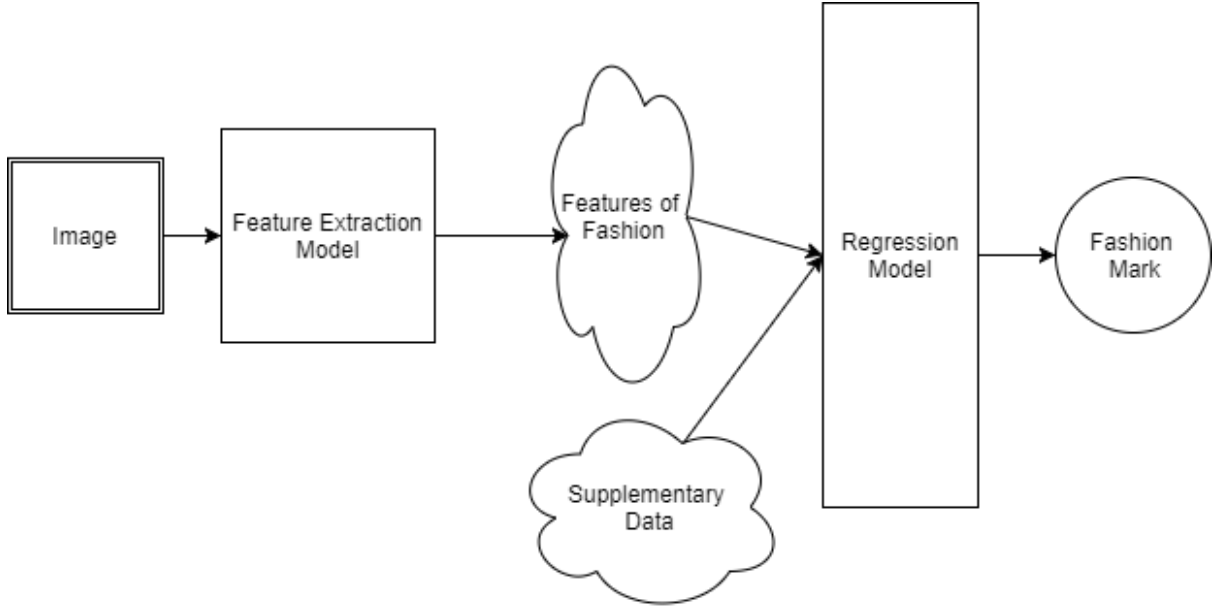 Image
Feature Extraction
Model
Features of
Fashion
Supplementary
Data
Regression
Model
Fashion
Mark